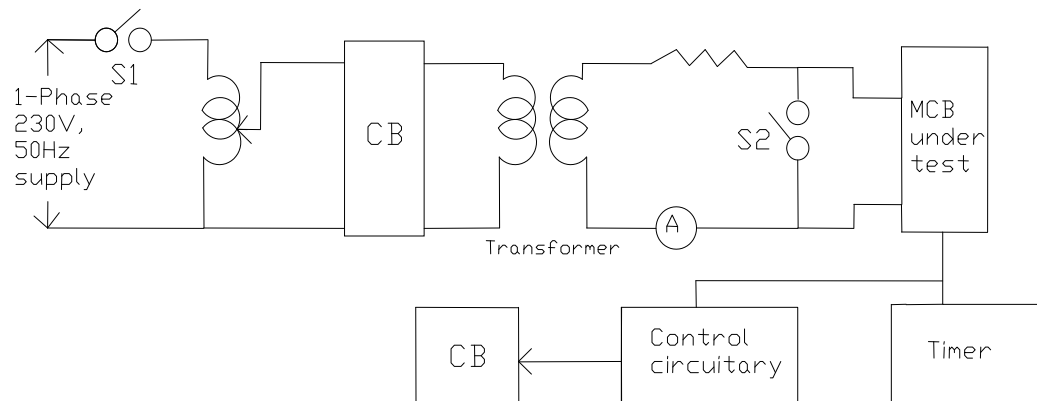 S1
1-Phase
230V,
50Hz
supply
CB
Transformer
A
S2
MCB
under
test
CB
Control
circuitary
Timer